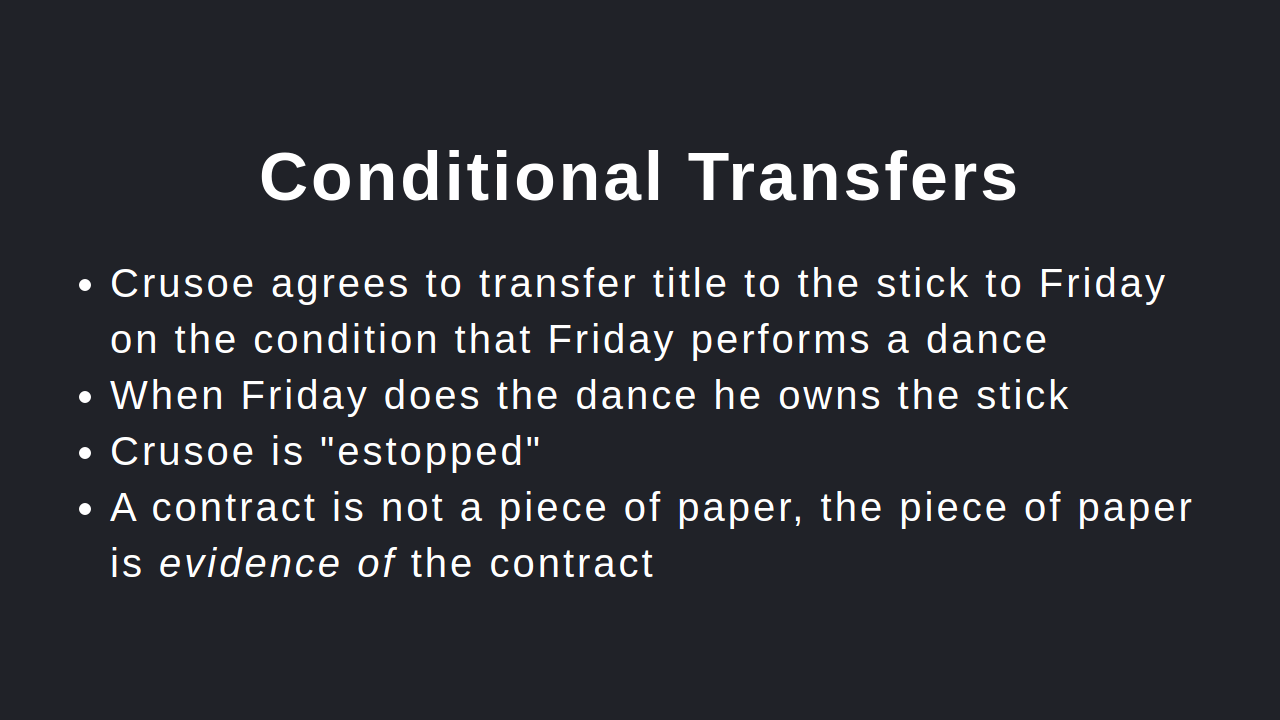 Conditional Transfers
• Crusoe agrees to transfer title to the stick to Friday
on the condition that Friday performs a dance
• When Friday does the dance he owns the stick
• Crusoe is "estopped"
• A contract is not a piece of paper, the piece of paper
is evidence of the contract